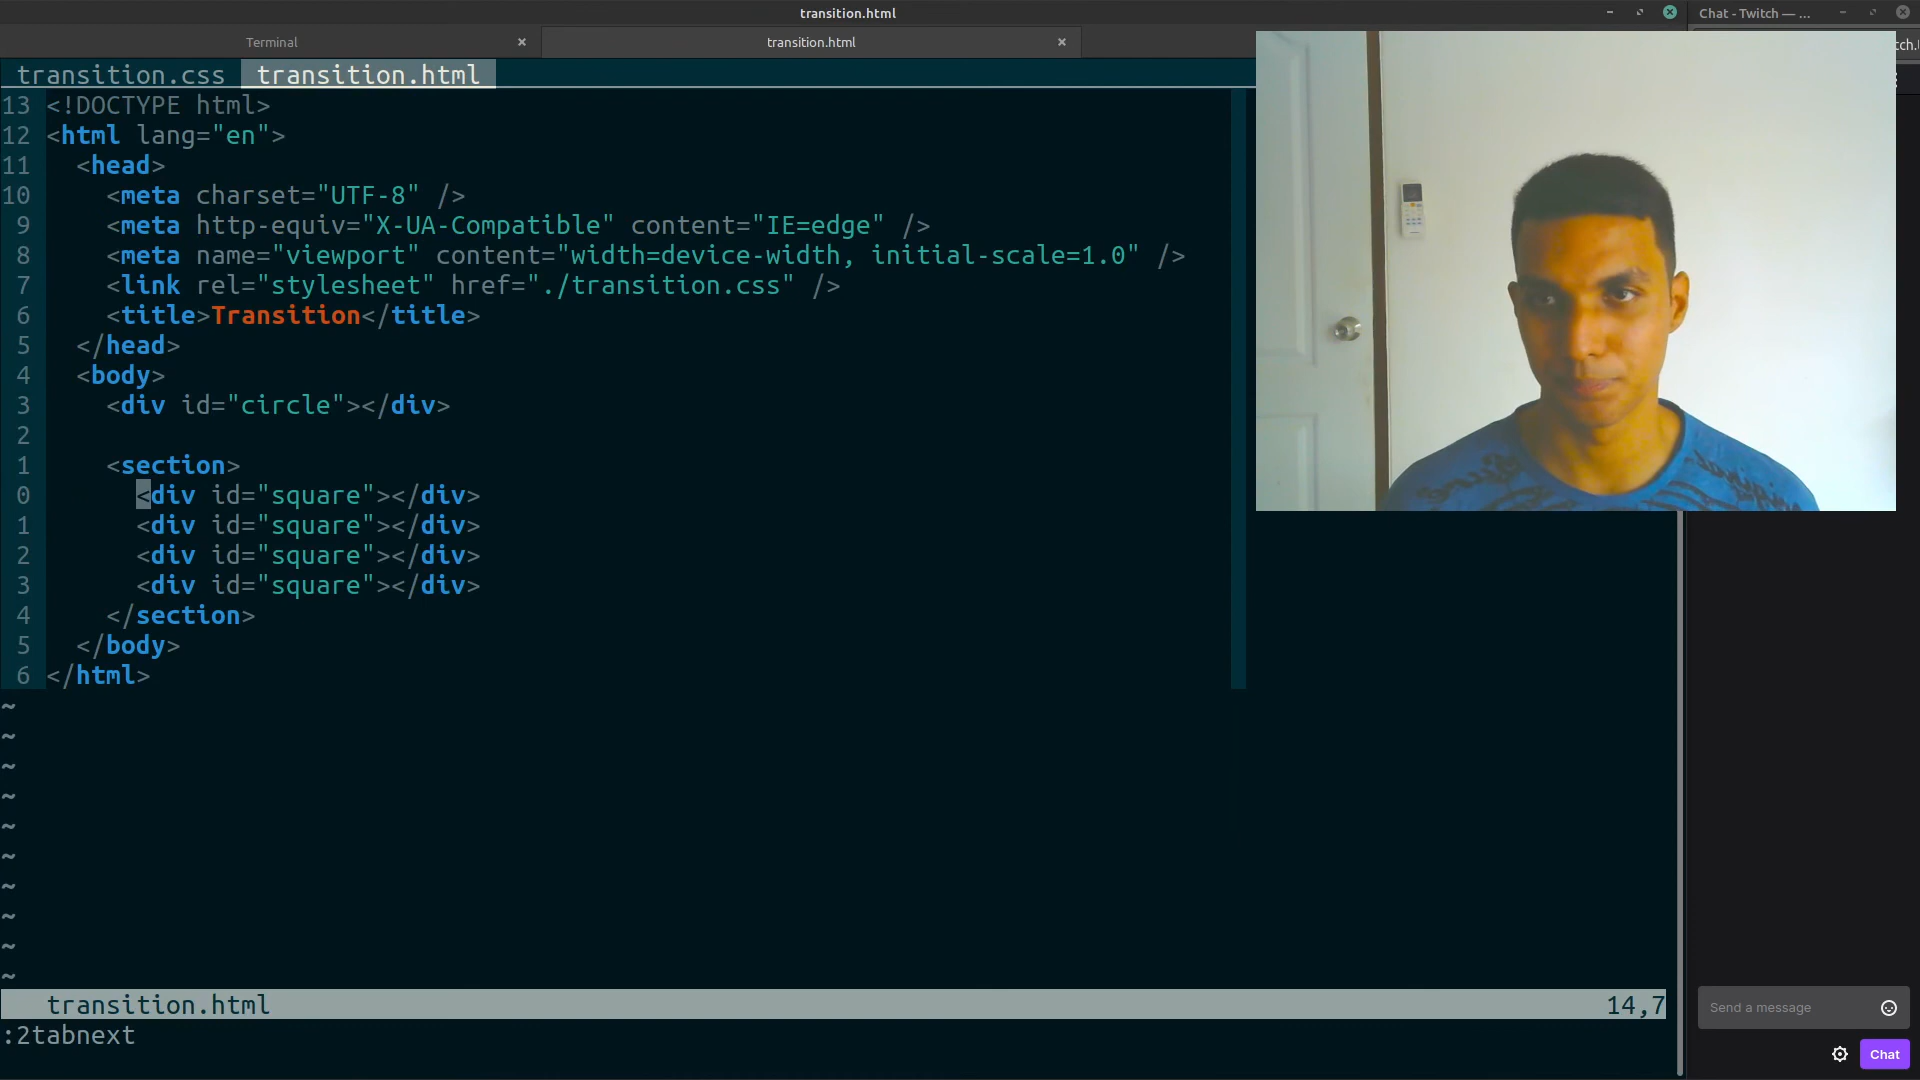 transition.html
Chat - Twitch — ...
Terminal
transition.html
tch.
transition.css transition.html
13 <!DOCTYPE html>
12 <html lang="en">
11 <head>
10 <meta charset="UTF-8" />
9 <meta http-equiv="X-UA-Compatible" content="IE=edge" />
8 <meta name="viewport" content="width=device-width, initial-scale=1.0" />
7 <link rel="stylesheet" href="./transition.css" />
6 <title>Transition</title>
5 </head>
4 <body>
3 <div id="circle"></div>
2
1 <section>
0 <div id="square"></div>
1 <div id="square"></div>
2 <div id="square"></div>
3 <div id="square"></div>
4 </section>
5 </body>
6 </html>
~
~
~
~
~
~
~
~
~
~
transition.html 14,7
:2tabnext
Send a message
Chat